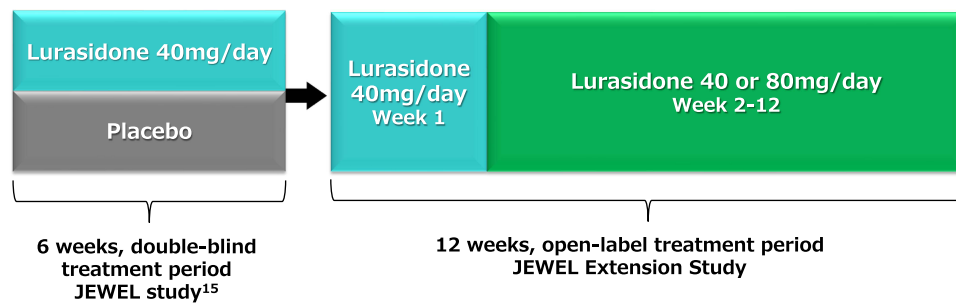 Lurasidone 40mg/day
Placebo
Lurasidone
40mg/day
Week 1
Lurasidone 40 or 80mg/day
Week 2-12
6 weeks, double-blind
treatment period
JEWEL study¹⁵
12 weeks, open-label treatment period
JEWEL Extension Study